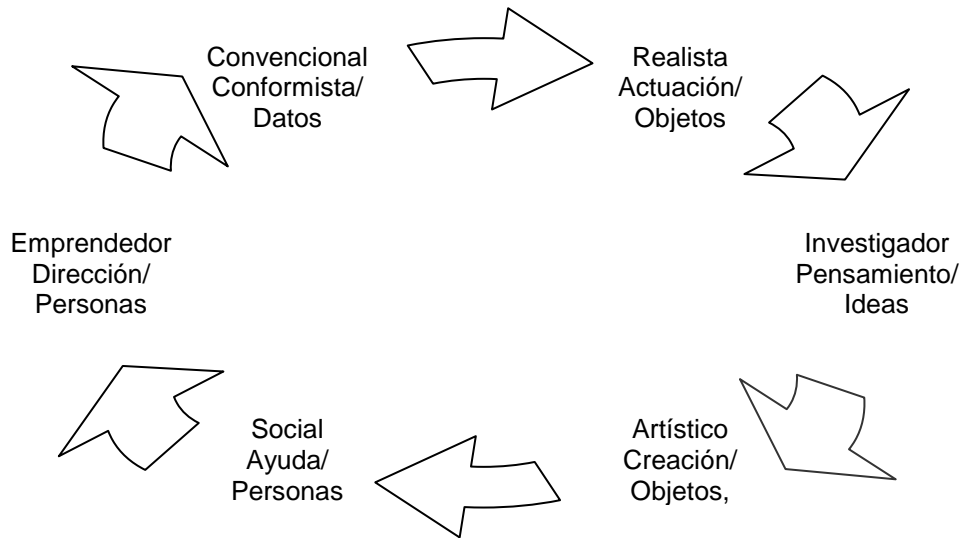 Convencional
Conformista/
Datos
Realista
Actuación/
Objetos
Emprendedor
Dirección/
Personas
Investigador
Pensamiento/
Ideas
Social
Ayuda/
Personas
Artístico
Creación/
Objetos,